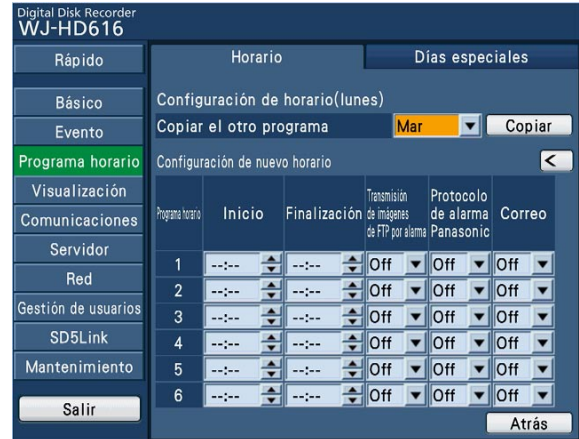 Digital Disk Recorder
WJ-HD616
Rápido
Básico
Evento
Programa horario
Visualización
Comunicaciones
Servidor
Red
Gestión de usuarios
SD5Link
Mantenimiento
Salir
Horario
Días especiales
Configuración de horario(lunes)
Copiar el otro programa Mar Copiar
Configuración de nuevo horario <
Programa horario Inicio Finalización Transmisión de imágenes de FTP por alarma Protocolo de alarma Panasonic Correo
1 --:-- --:-- Off Off Off
2 --:-- --:-- Off Off Off
3 --:-- --:-- Off Off Off
4 --:-- --:-- Off Off Off
5 --:-- --:-- Off Off Off
6 --:-- --:-- Off Off Off
Atrás